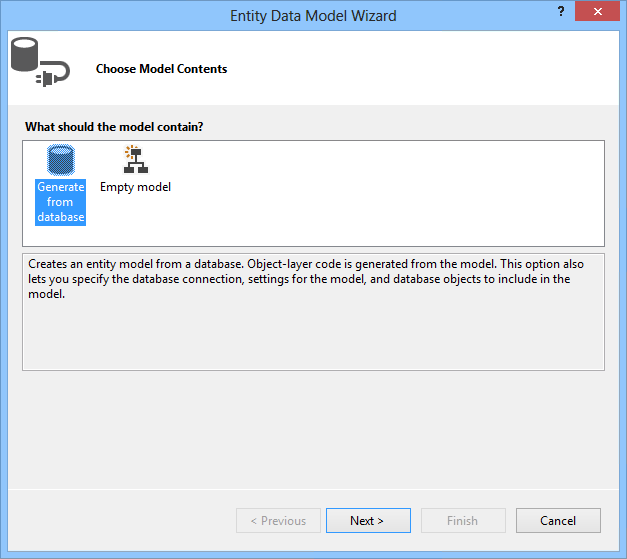 Entity Data Model Wizard
?
Choose Model Contents
What should the model contain?
Generate
from
database
Empty model
Creates an entity model from a database. Object-layer code is generated from the model. This option also
lets you specify the database connection, settings for the model, and database objects to include in the
model.
< Previous
Next >
Finish
Cancel